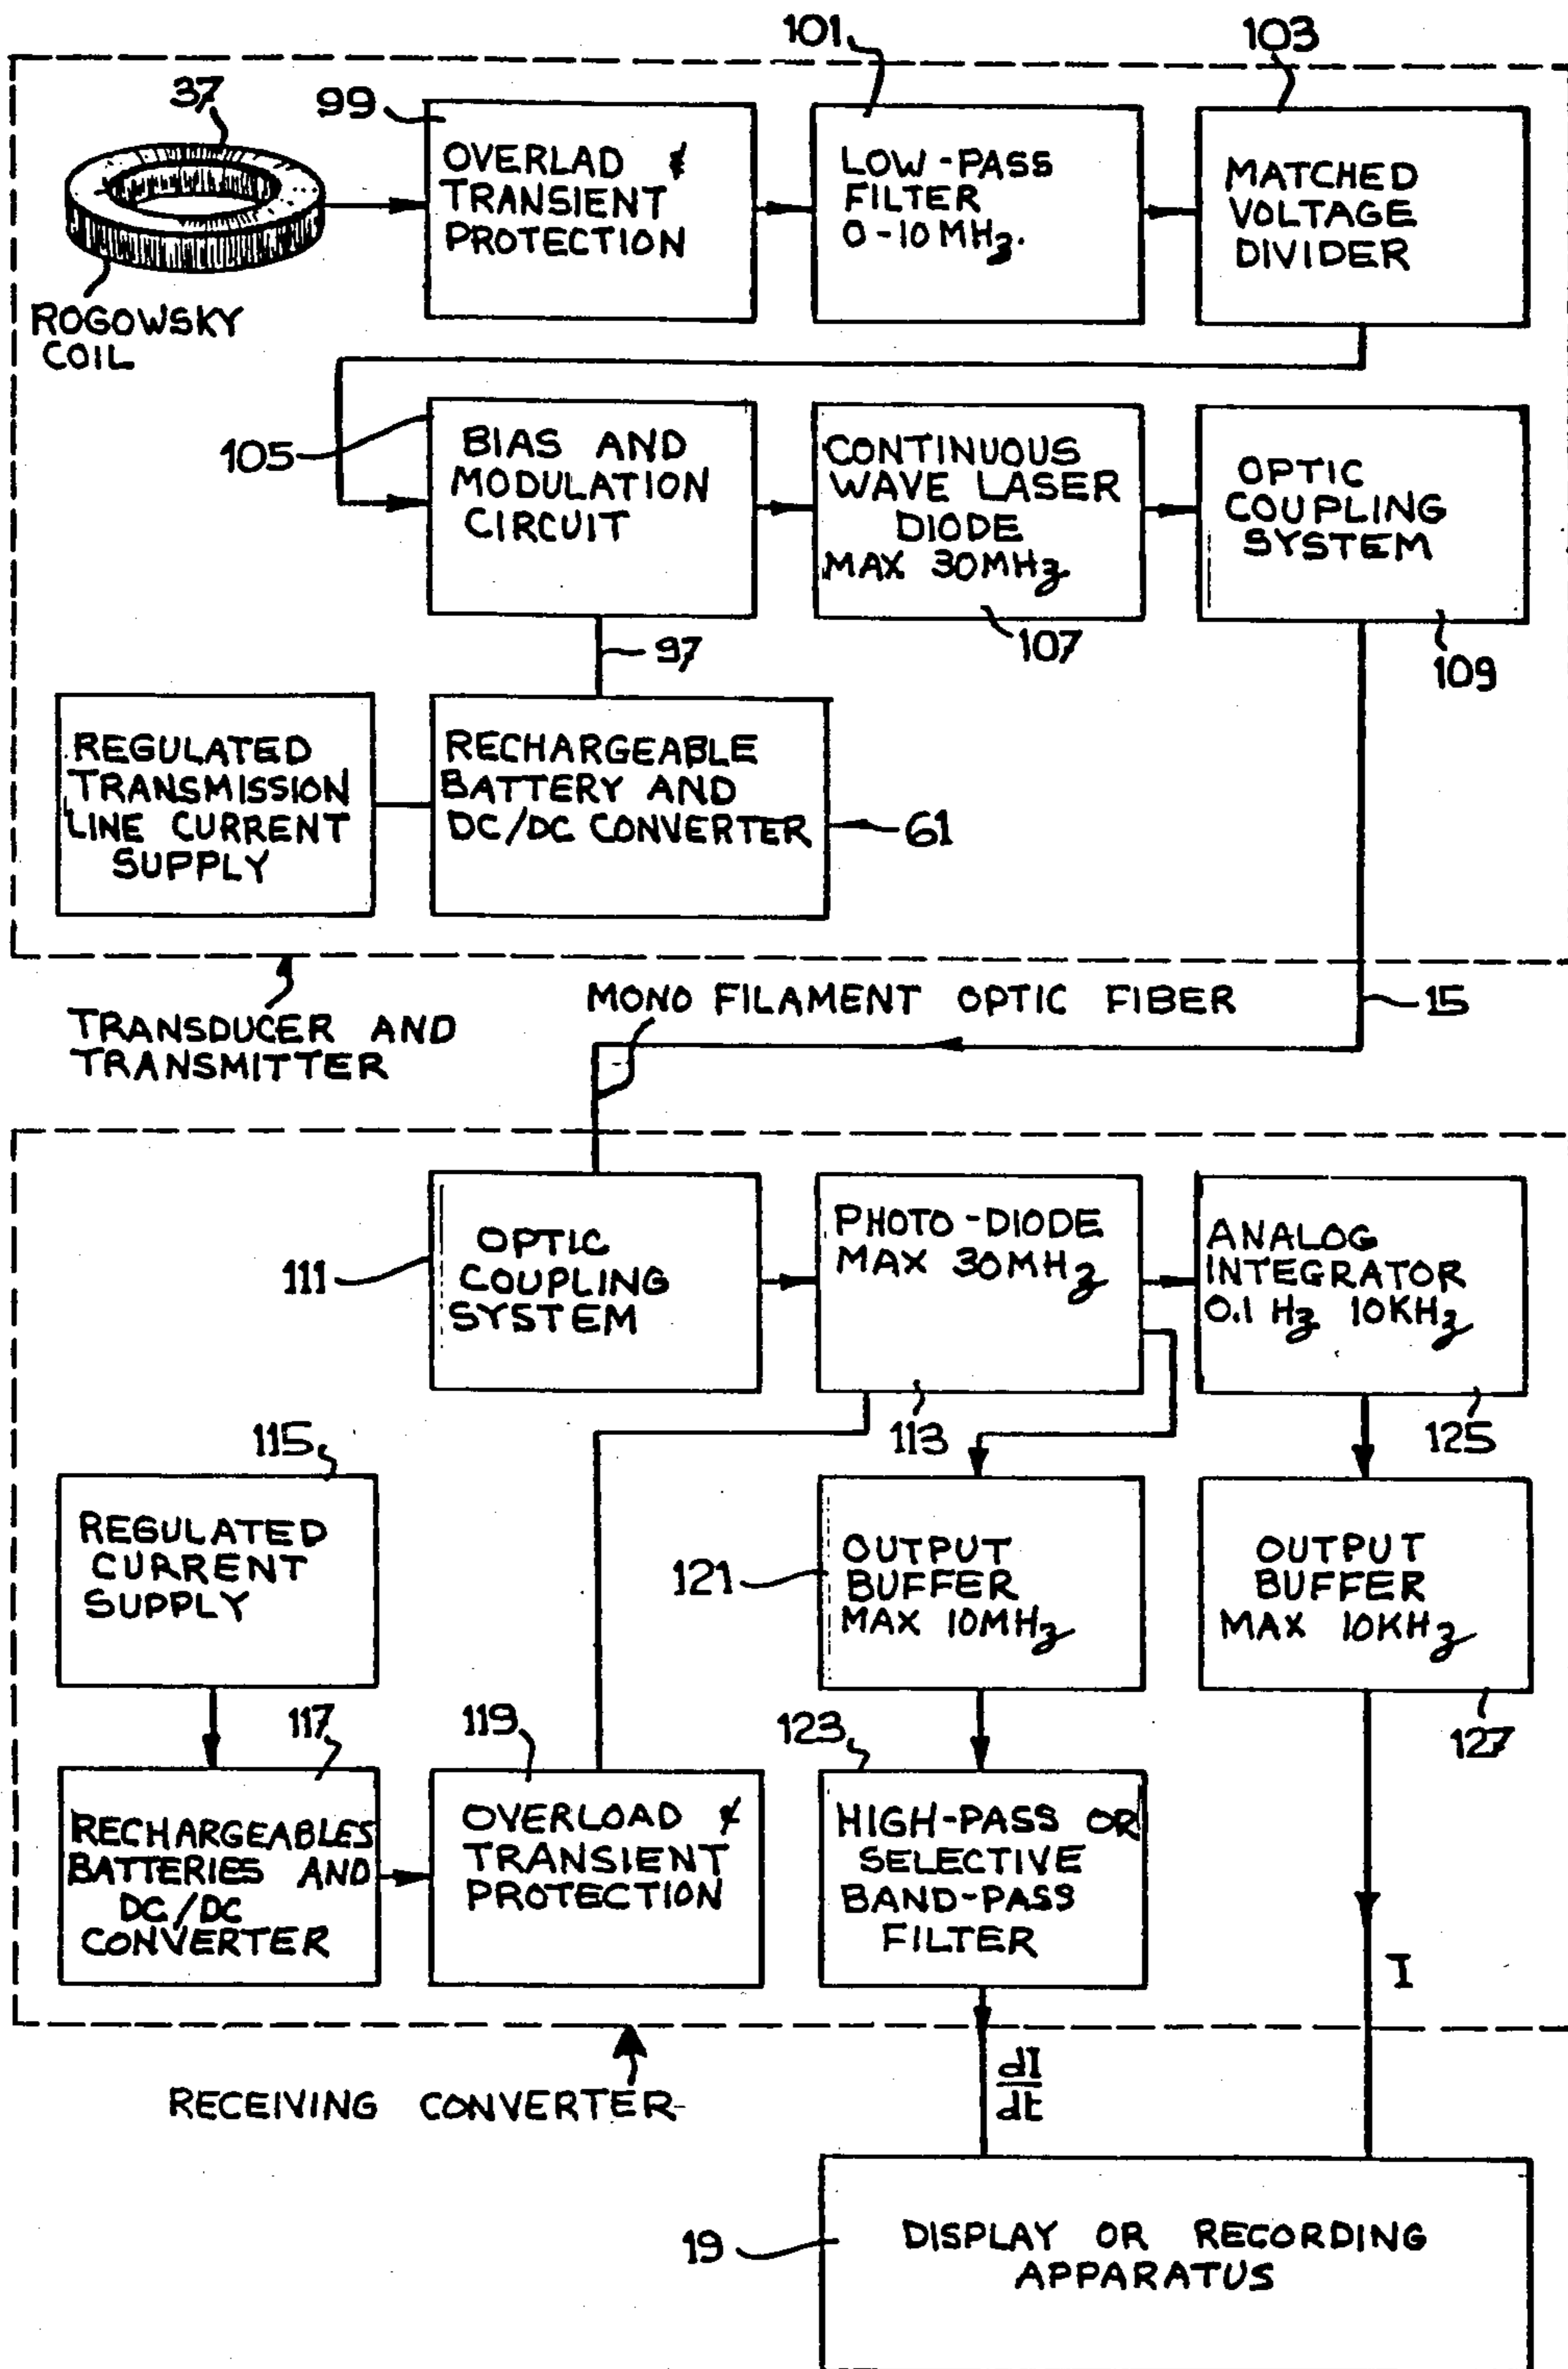 101
103
37
99
OVERLAD &
TRANSIENT
PROTECTION
LOW-PASS
FILTER
0-10 MHz.
MATCHED
VOLTAGE
DIVIDER
ROGOWSKY
COIL
105
BIAS AND
MODULATION
CIRCUIT
CONTINUOUS
WAVE LASER
DIODE
MAX 30MHz
OPTIC
COUPLING
SYSTEM
97
107
109
REGULATED
TRANSMISSION
LINE CURRENT
SUPPLY
RECHARGEABLE
BATTERY AND
DC/DC CONVERTER
61
TRANSDUCER AND
TRANSMITTER
MONO FILAMENT OPTIC FIBER
15
111
OPTIC
COUPLING
SYSTEM
PHOTO-DIODE
MAX 30MHz
ANALOG
INTEGRATOR
0.1 Hz 10KHz
113
125
115
REGULATED
CURRENT
SUPPLY
121
OUTPUT
BUFFER
MAX 10MHz
OUTPUT
BUFFER
MAX 10KHz
117
119
123
127
RECHARGEABLES
BATTERIES AND
DC/DC
CONVERTER
OVERLOAD &
TRANSIENT
PROTECTION
HIGH-PASS OR
SELECTIVE
BAND-PASS
FILTER
I
RECEIVING CONVERTER
dI
dt
19
DISPLAY OR RECORDING
APPARATUS